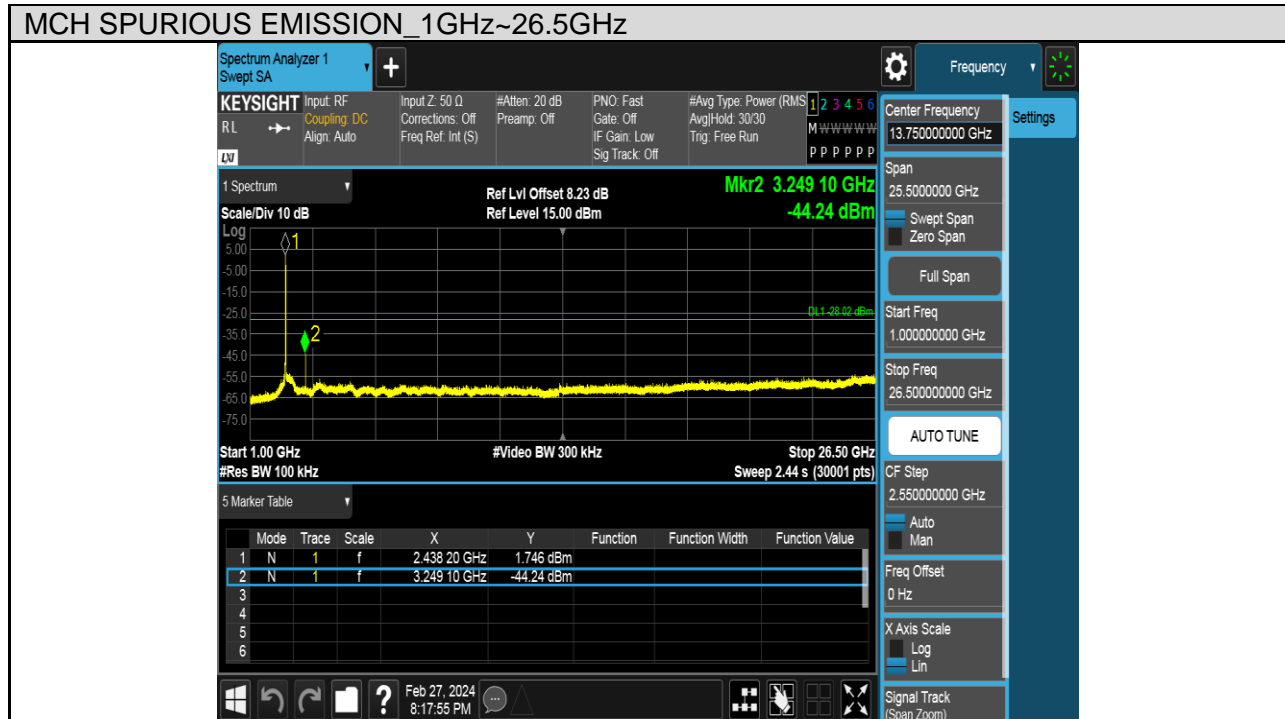 MCH SPURIOUS EMISSION_1GHz~26.5GHz
Spectrum Analyzer 1
Swept SA
+
Frequency
KEYSIGHT Input: RF Input Z: 50 Ω #Atten: 20 dB PNO: Fast #Avg Type: Power (RMS 1 2 3 4 5 6
RL Coupling: DC Corrections: Off Preamp: Off Gate: Off Avg|Hold: 30/30 M W W W W W
Align: Auto Freq Ref: Int (S) IF Gain: Low Trig: Free Run
LXI Sig Track: Off P P P P P P
Center Frequency
13.750000000 GHz
Settings
1 Spectrum
Ref Lvl Offset 8.23 dB
Mkr2 3.249 10 GHz
Scale/Div 10 dB
Ref Level 15.00 dBm
-44.24 dBm
Log
5.00
-5.00
-15.0
-25.0
-35.0
-45.0
-55.0
-65.0
-75.0
1
2
DL1 -28.02 dBm
Start 1.00 GHz #Video BW 300 kHz Stop 26.50 GHz
#Res BW 100 kHz Sweep 2.44 s (30001 pts)
Span
25.5000000 GHz
Swept Span
Zero Span
Full Span
Start Freq
1.000000000 GHz
Stop Freq
26.500000000 GHz
AUTO TUNE
CF Step
2.550000000 GHz
Auto
Man
Freq Offset
0 Hz
X Axis Scale
Log
Lin
Signal Track
(Span Zoom)
5 Marker Table
Mode Trace Scale X Y Function Function Width Function Value
1 N 1 f 2.438 20 GHz 1.746 dBm
2 N 1 f 3.249 10 GHz -44.24 dBm
3
4
5
6
? Feb 27, 2024
8:17:55 PM